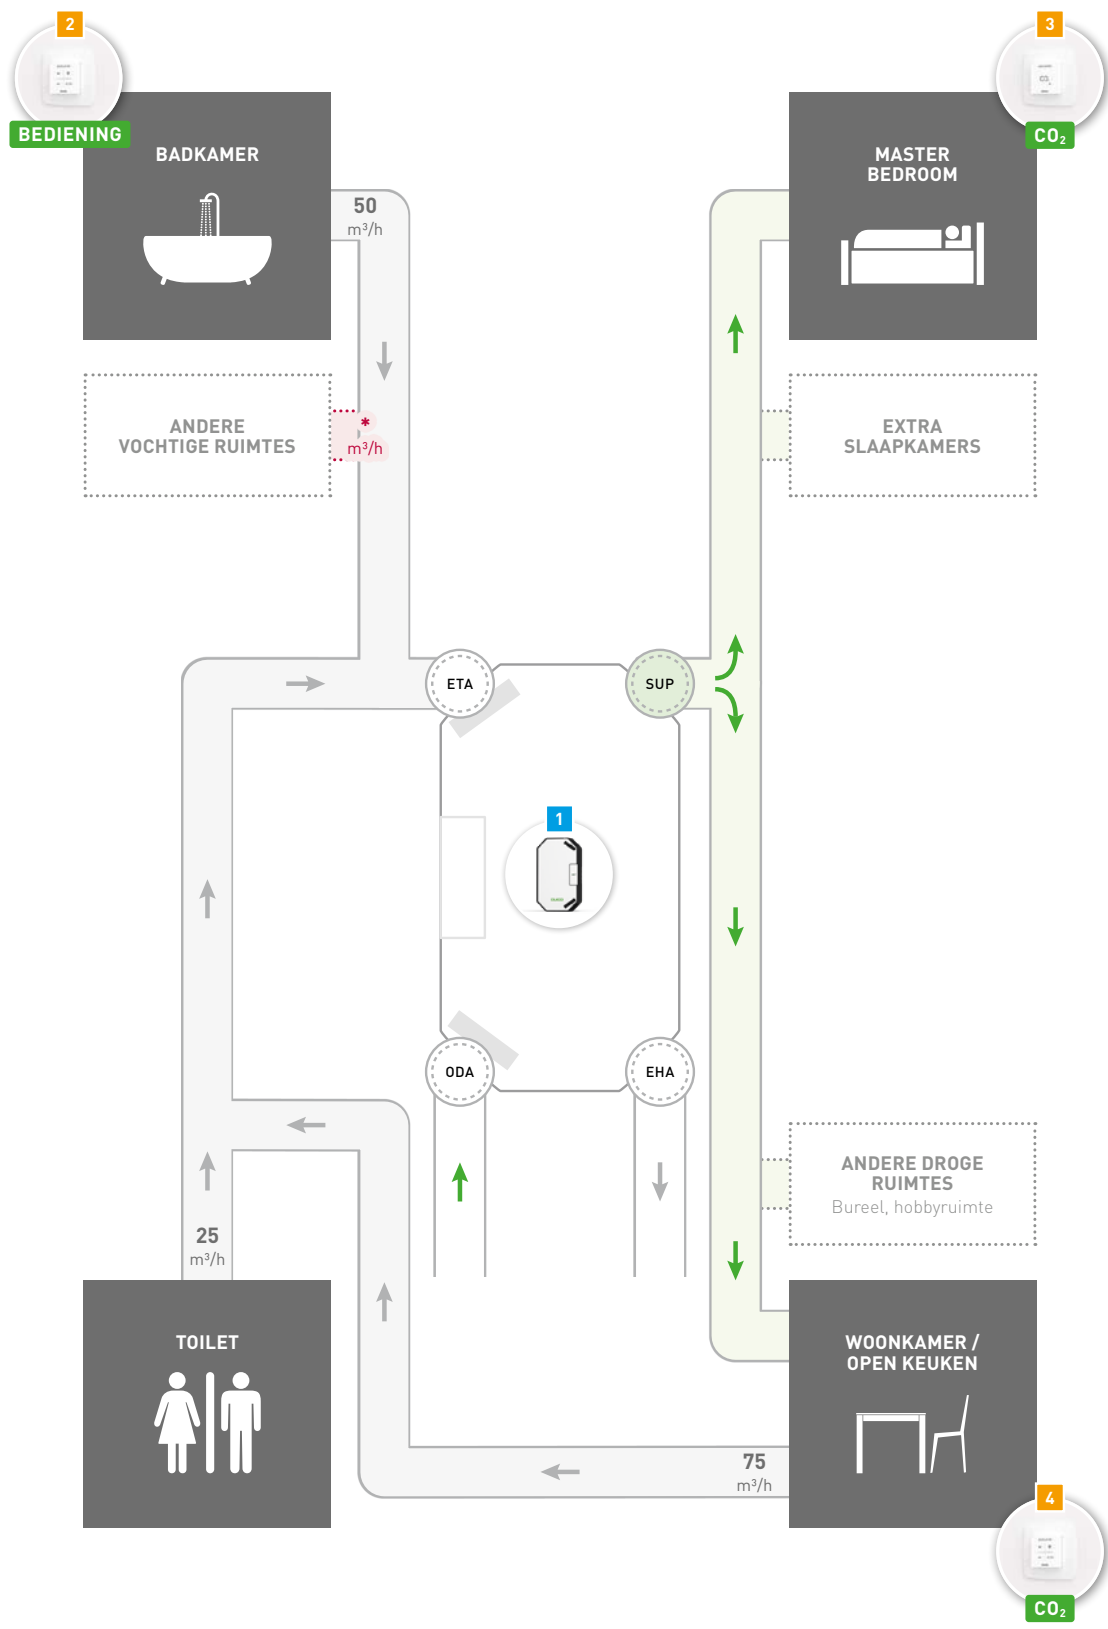 2
BEDIENING
BADKAMER
50
m³/h
3
CO₂
MASTER
BEDROOM
ANDERE
VOCHTIGE RUIMTES
*
m³/h
EXTRA
SLAAPKAMERS
ETA
SUP
1
ODA
EHA
ANDERE DROGE
RUIMTES
Bureel, hobbyruimte
25
m³/h
TOILET
WOONKAMER /
OPEN KEUKEN
75
m³/h
4
CO₂